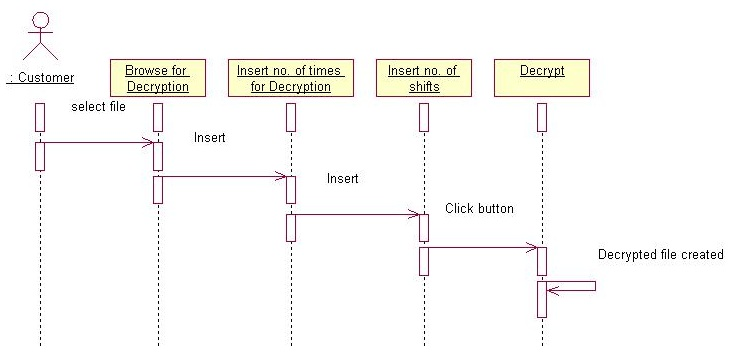 : Customer
Browse for
Decryption
Insert no. of times
for Decryption
Insert no. of
shifts
Decrypt
select file
Insert
Insert
Click button
Decrypted file created